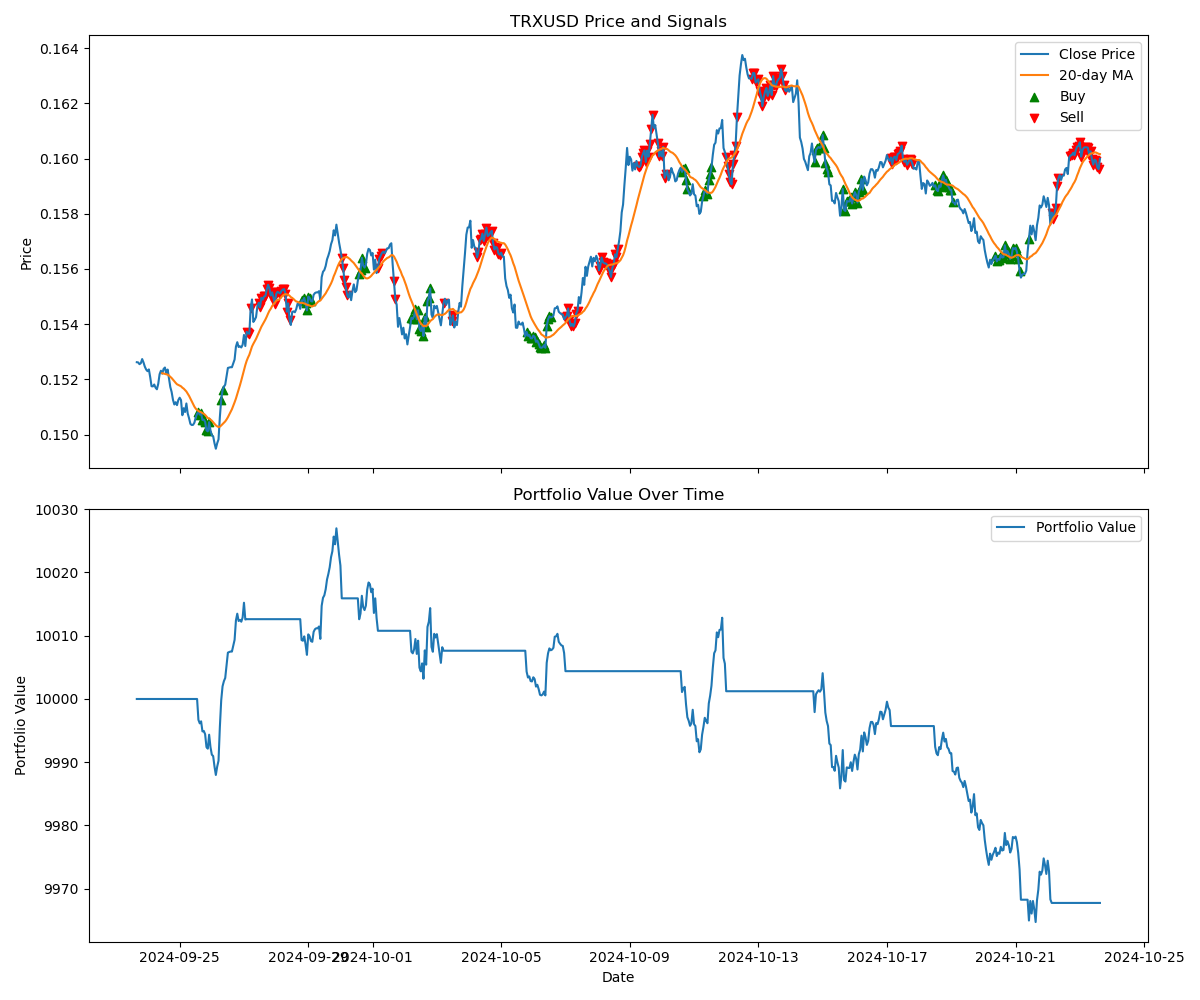 TRXUSD Price and Signals
Price
0.164
0.162
0.160
0.158
0.156
0.154
0.152
0.150
Close Price
20-day MA
Buy
Sell
Portfolio Value Over Time
Portfolio Value
10030
10020
10010
10000
9990
9980
9970
Portfolio Value
2024-09-25
2024-09-29
2024-10-01
2024-10-05
2024-10-09
2024-10-13
2024-10-17
2024-10-21
2024-10-25
Date